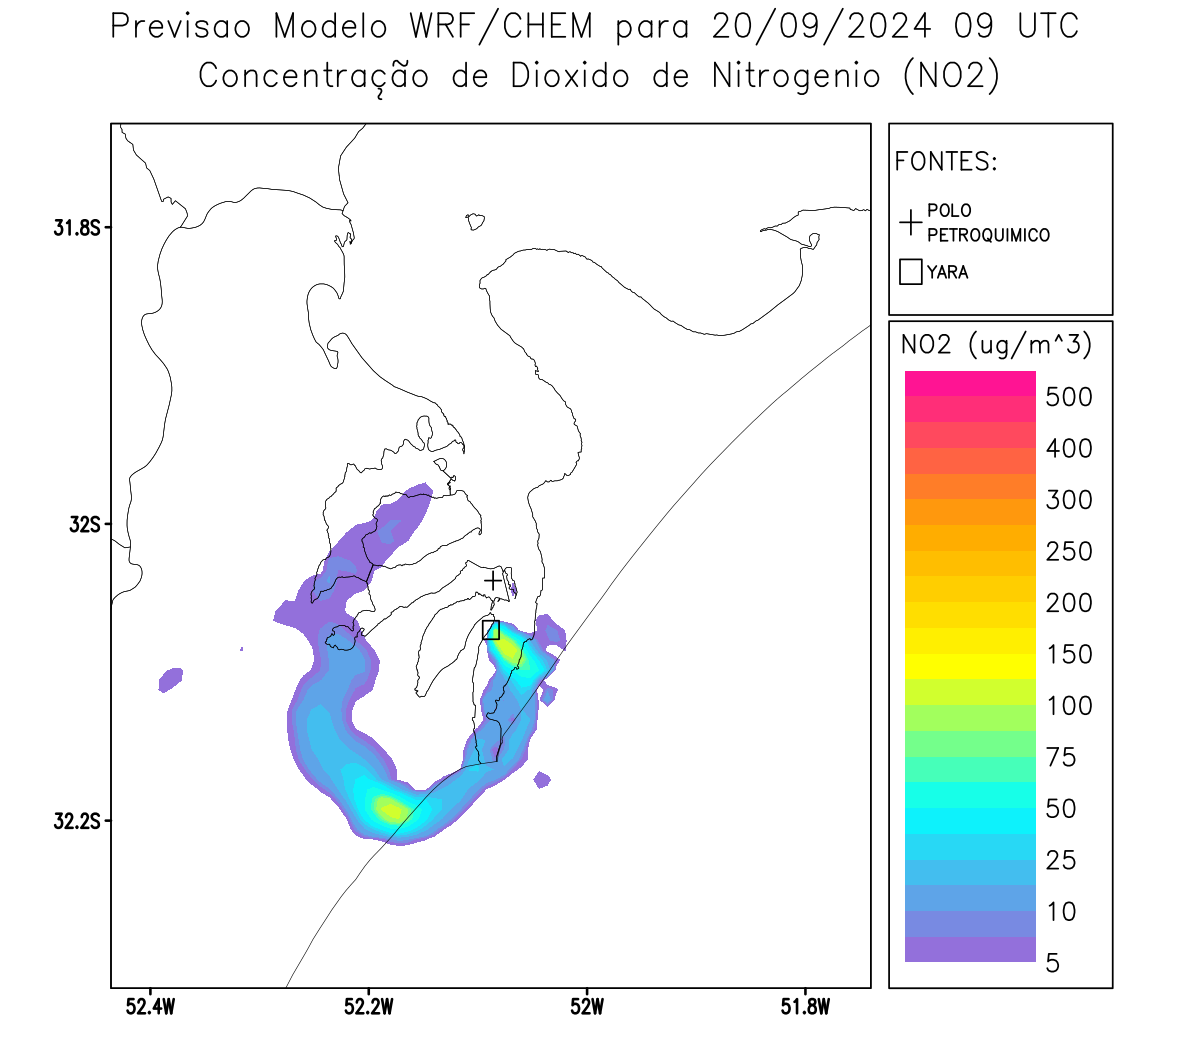 Previsao Modelo WRF/CHEM para 20/09/2024 09 UTC
Concentração de Dioxido de Nitrogenio (NO2)
FONTES:
POLO
PETROQUIMICO
YARA
31.8S
32S
32.2S
52.4W
52.2W
52W
51.8W
NO2 (ug/m^3)
500
400
300
250
200
150
100
75
50
25
10
5